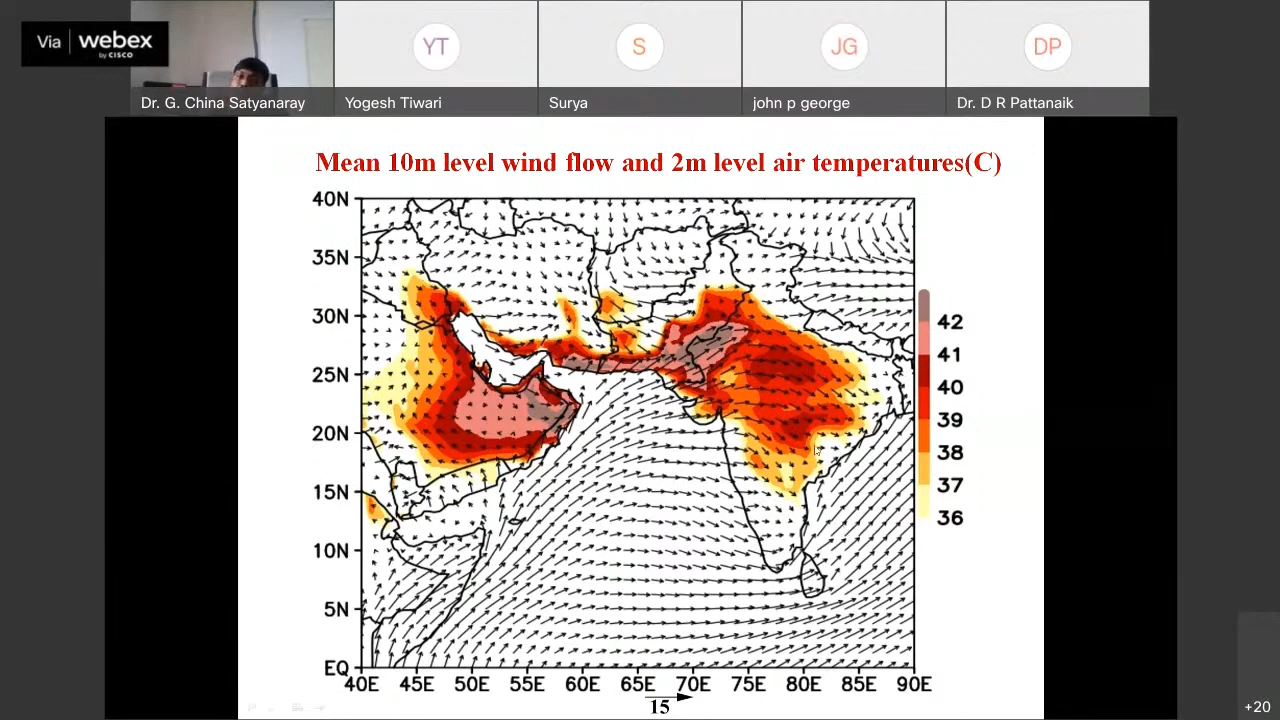 Via webex
by CISCO
YT
S
JG
DP
Dr. G. China Satyanaray
Yogesh Tiwari
Surya
john p george
Dr. D R Pattanaik
Mean 10m level wind flow and 2m level air temperatures(C)
40N
35N
30N
25N
20N
15N
10N
5N
EQ
40E 45E 50E 55E 60E 65E 70E 75E 80E 85E 90E
15
42
41
40
39
38
37
36
+20